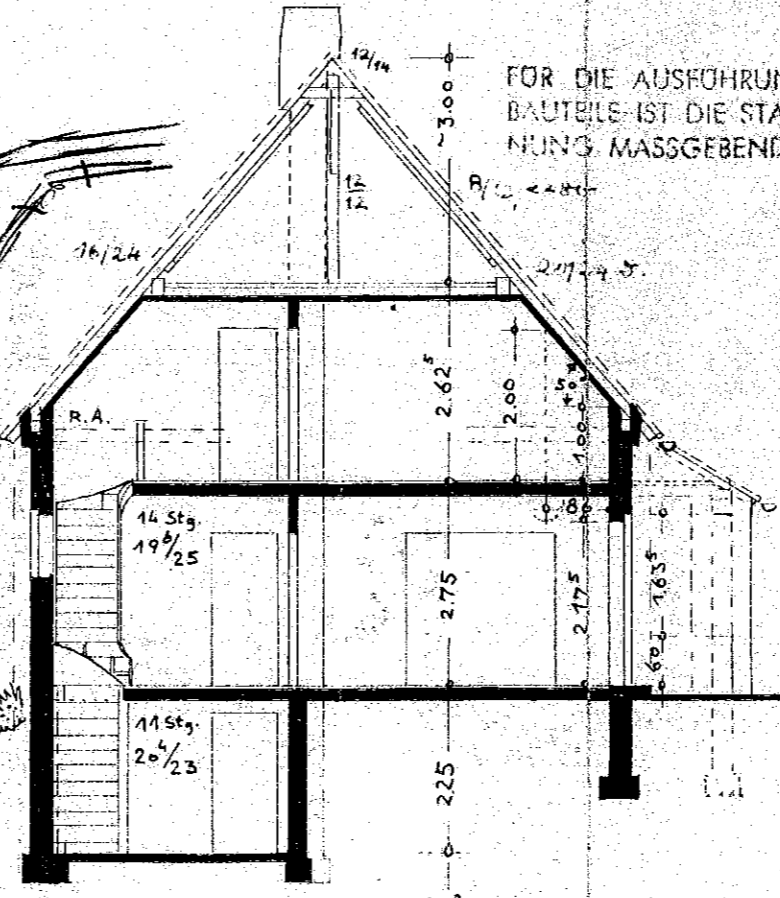 FÜR DIE AUSFÜHRUN
BAUTEILE IST DIE STA
NUNG MASSGEBEND
12/14
~3.00
12
12
16/24
2.62⁵
2.00
50
1.00
R.A.
14 Stg.
19⁶/25
8
2.75
2.17⁵
1.63⁵
60
11 Stg.
20⁴/23
2.25